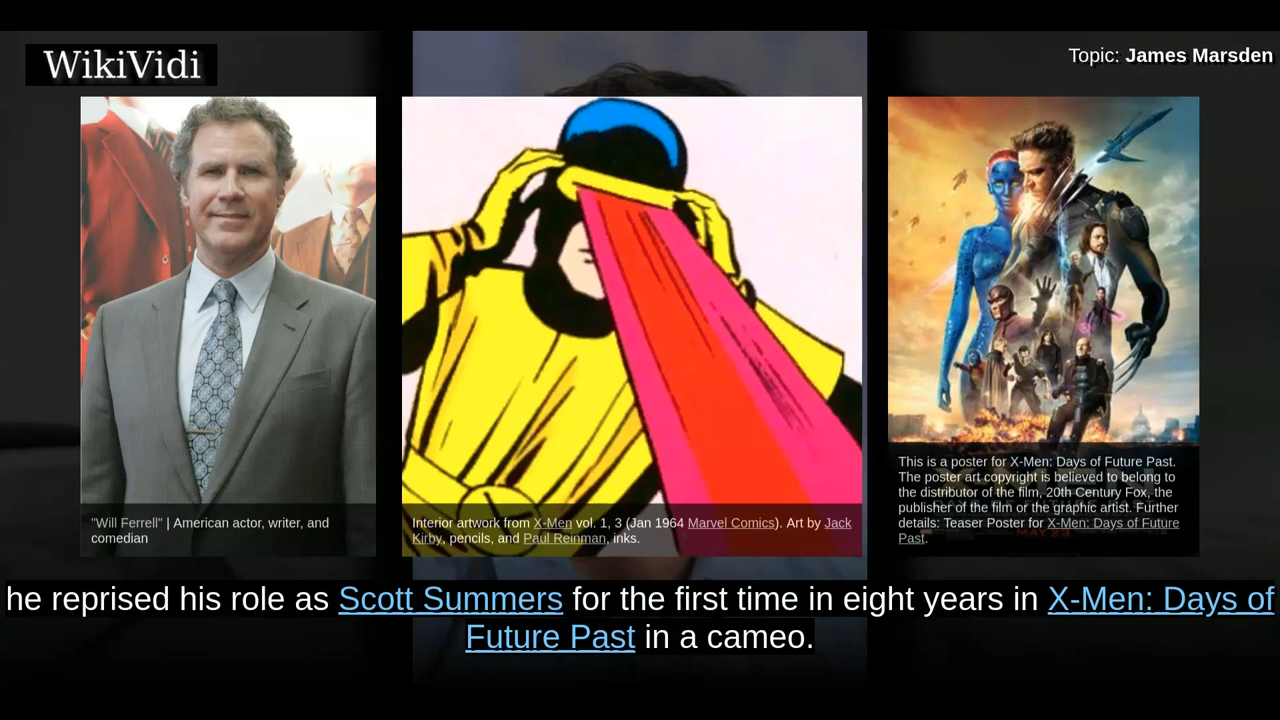 WikiVidi
Topic: James Marsden
"Will Ferrell" | American actor, writer, and
comedian
Interior artwork from X-Men vol. 1, 3 (Jan 1964 Marvel Comics). Art by Jack
Kirby, pencils, and Paul Reinman, inks.
This is a poster for X-Men: Days of Future Past.
The poster art copyright is believed to belong to
the distributor of the film, 20th Century Fox, the
publisher of the film or the graphic artist. Further
details: Teaser Poster for X-Men: Days of Future
Past.
MAY 23
he reprised his role as Scott Summers for the first time in eight years in X-Men: Days of
Future Past in a cameo.